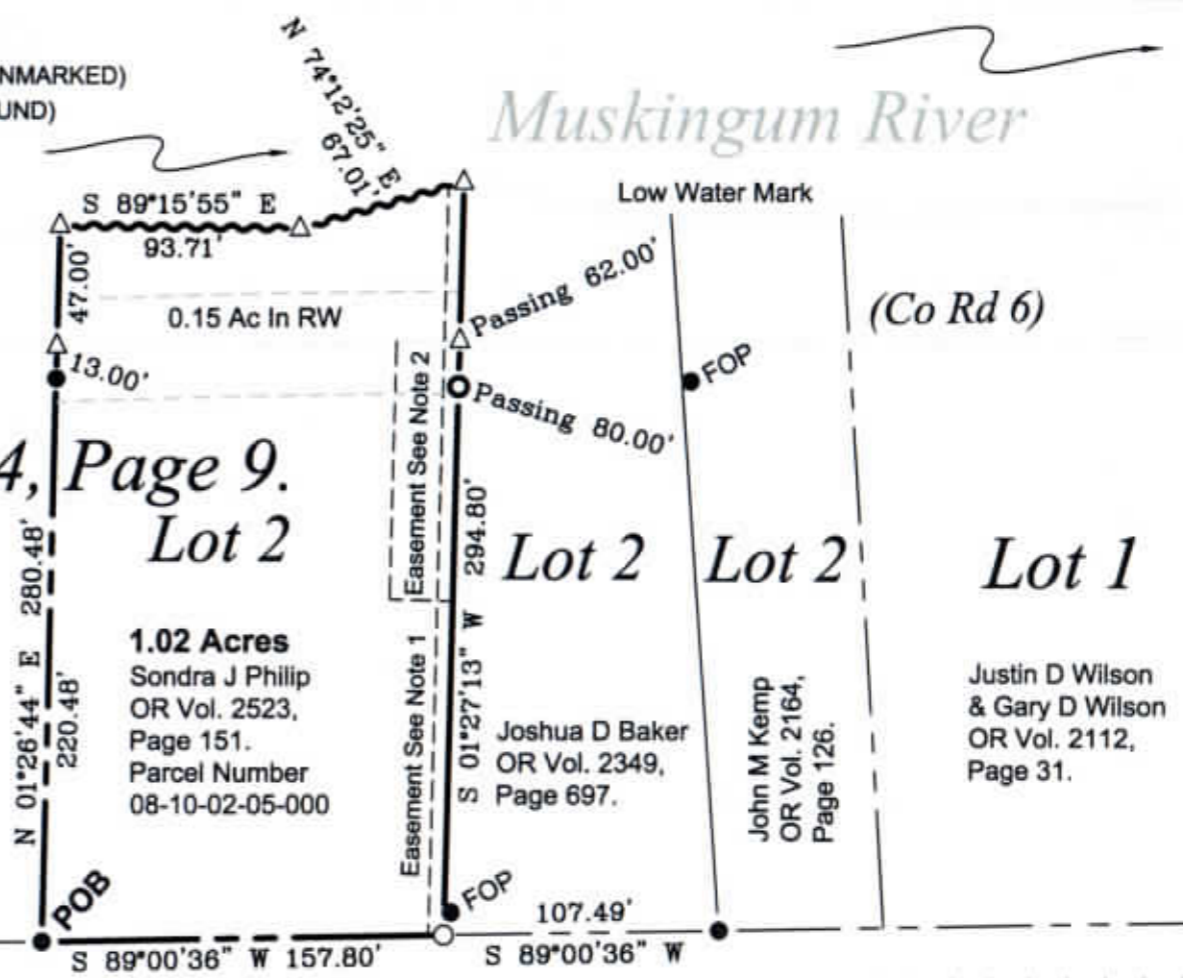 NMARKED)
UND)
N 74°12'25" E
67.01'
Muskingum River
Low Water Mark
S 89°15'55" E
93.71'
47.00'
0.15 Ac In RW
13.00'
Passing 62.00'
(Co Rd 6)
FOP
Passing 80.00'
4, Page 9.
Lot 2
Easement See Note 2
294.80'
S 01°27'13" W
Lot 2
Lot 2
Lot 1
N 01°26'44" E 280.48'
220.48'
1.02 Acres
Sondra J Philip
OR Vol. 2523,
Page 151.
Parcel Number
08-10-02-05-000
Easement See Note 1
Joshua D Baker
OR Vol. 2349,
Page 697.
John M Kemp
OR Vol. 2164,
Page 126.
Justin D Wilson
& Gary D Wilson
OR Vol. 2112,
Page 31.
POB
FOP
107.49'
S 89°00'36" W 157.80'
S 89°00'36" W